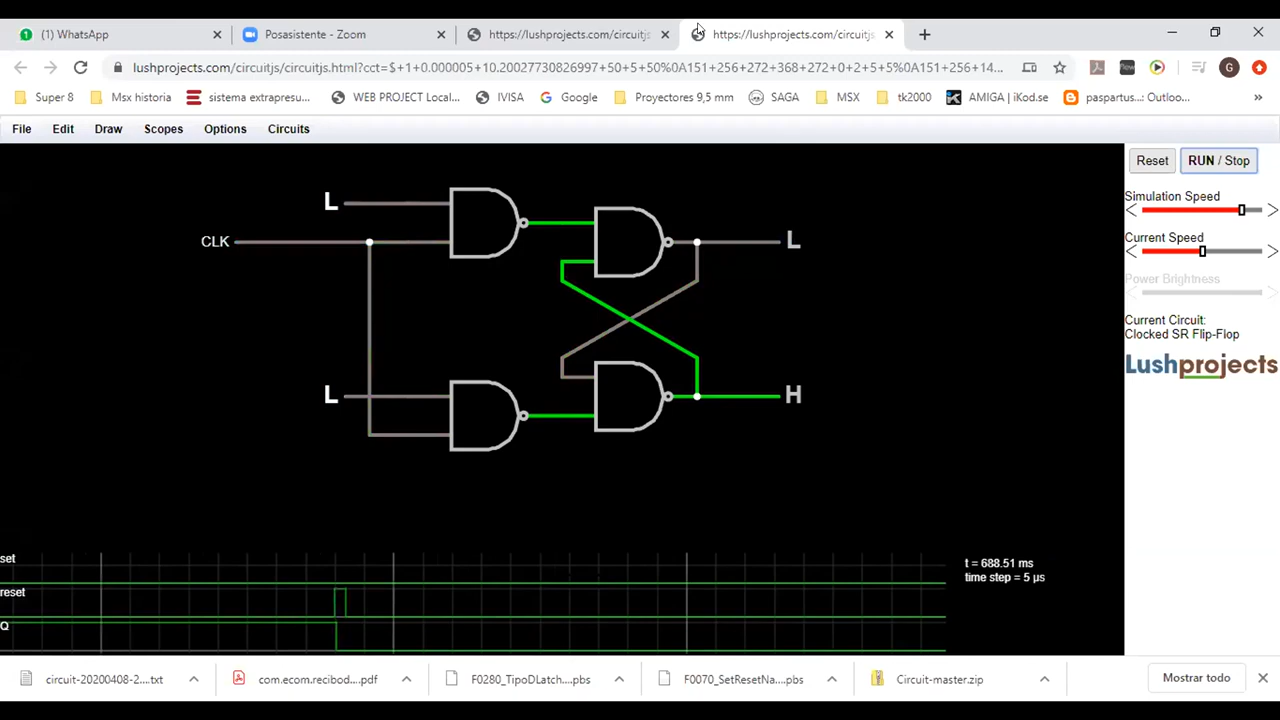 (1) WhatsApp
Posasistente - Zoom
https://lushprojects.com/circuitjs
https://lushprojects.com/circuitjs
lushprojects.com/circuitjs/circuitjs.html?cct=$+1+0.000005+10.20027730826997+50+5+50%0A151+256+272+368+272+0+2+5+5%0A151+256+14...
Super 8
Msx historia
sistema extrapresu...
WEB PROJECT Local...
IVISA
Google
Proyectores 9,5 mm
SAGA
MSX
tk2000
AMIGA | iKod.se
paspartus...: Outloo...
»
File Edit Draw Scopes Options Circuits
Reset
RUN / Stop
Simulation Speed
Current Speed
Power Brightness
Current Circuit:
Clocked SR Flip-Flop
Lushprojects
L
CLK
L
L
H
set
reset
Q
t = 688.51 ms
time step = 5 μs
circuit-20200408-2....txt
com.ecom.recibod....pdf
F0280_TipoDLatch....pbs
F0070_SetResetNa....pbs
Circuit-master.zip
Mostrar todo